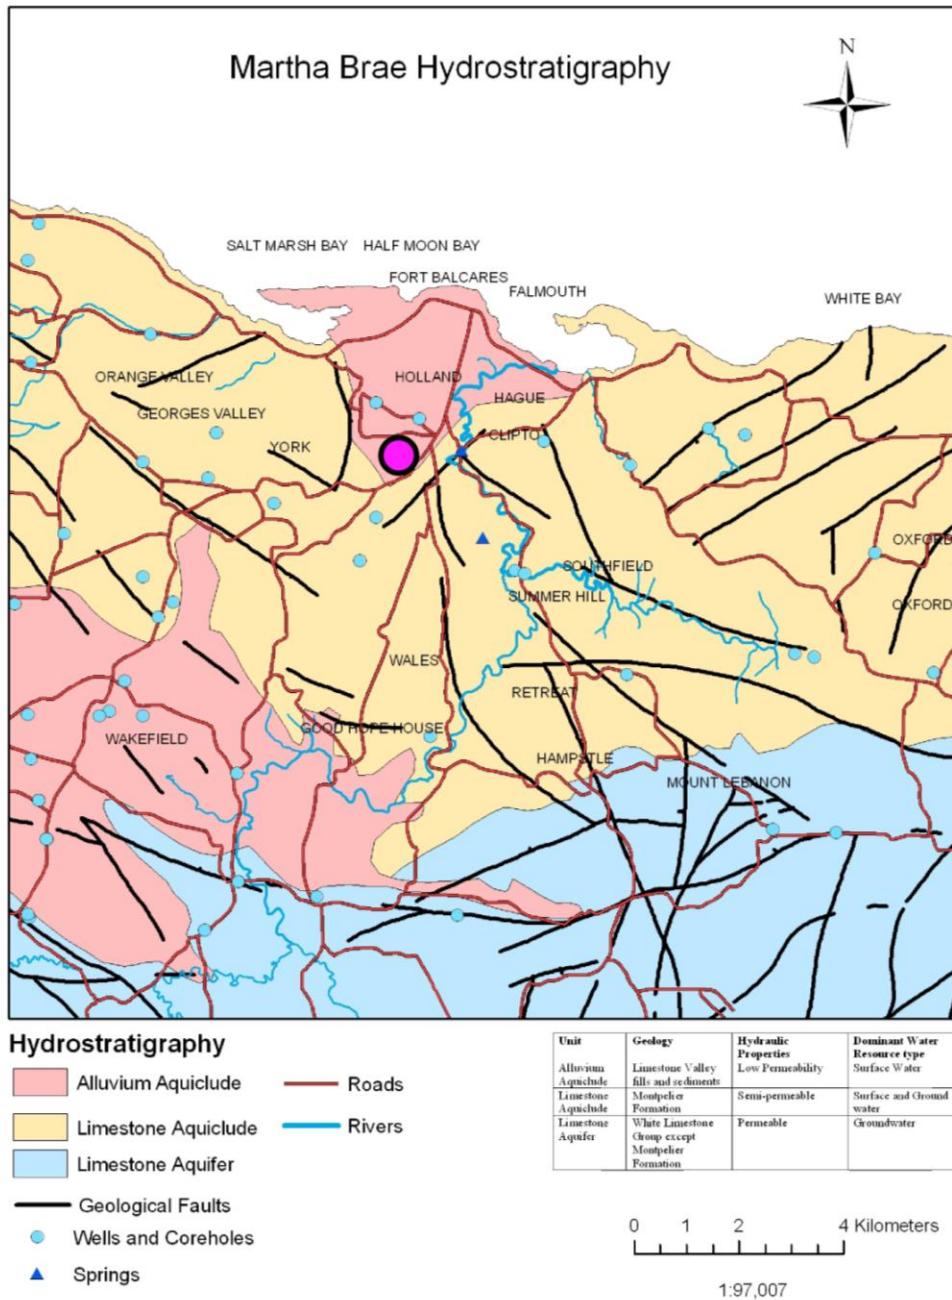 Martha Brae Hydrostratigraphy
N
SALT MARSH BAY HALF MOON BAY
FORT BALCARES
FALMOUTH
WHITE BAY
ORANGE VALLEY
HOLLAND
HAGUE
GEORGES VALLEY
CLIPTO
YORK
OXFORD
SOUTHFIELD
SUMMER HILL
OXFORD
WALES
RETREAT
GOOD HOPE HOUSE
WAKEFIELD
HAMPSTLE
MOUNT LEBANON
Hydrostratigraphy
Alluvium Aquiclude
Roads
Limestone Aquiclude
Rivers
Limestone Aquifer
Geological Faults
Wells and Coreholes
Springs
Unit Geology Hydraulic Dominant Water
Properties Resource type
Alluvium Limestone Valley Low Permeability Surface Water
Aquiclude fills and sediments
Limestone Montpelier Semi-permeable Surface and Ground
Aquiclude Formation water
Limestone White Limestone Permeable Groundwater
Aquifer Group except
Montpelier
Formation
0 1 2 4 Kilometers
1:97,007